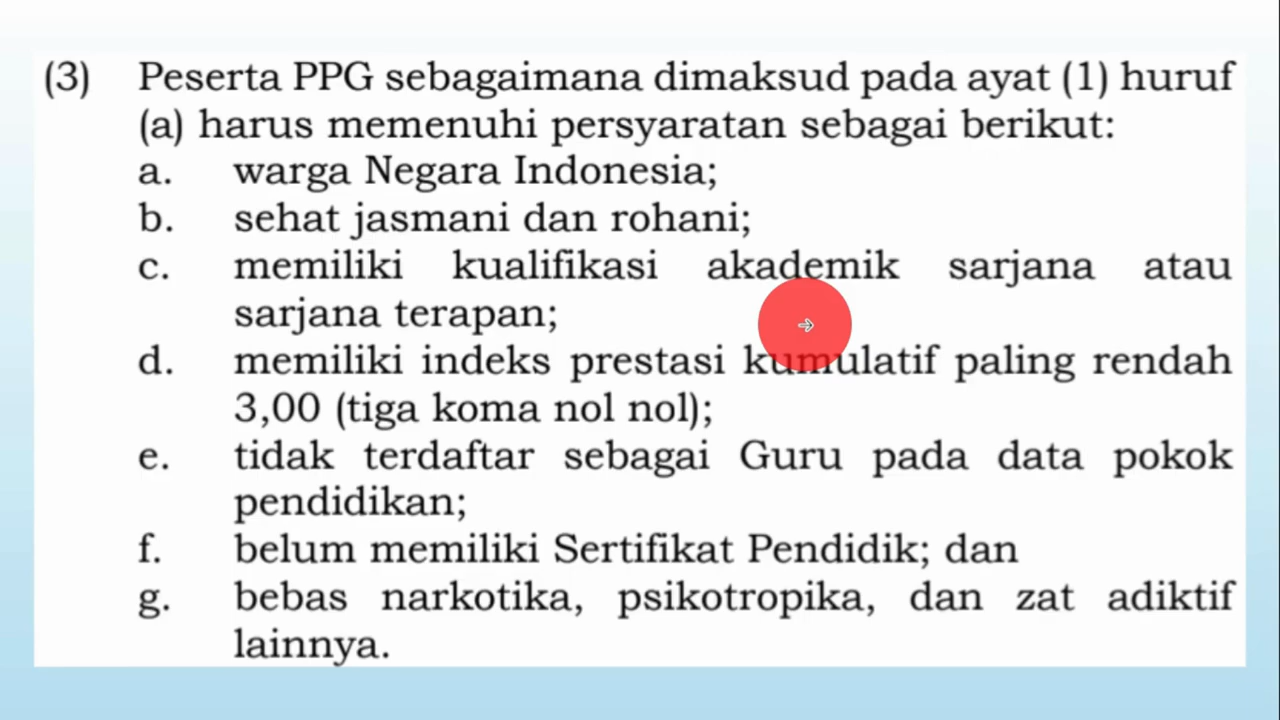 (3) Peserta PPG sebagaimana dimaksud pada ayat (1) huruf
(a) harus memenuhi persyaratan sebagai berikut:
a. warga Negara Indonesia;
b. sehat jasmani dan rohani;
c. memiliki kualifikasi akademik sarjana atau
sarjana terapan;
d. memiliki indeks prestasi kumulatif paling rendah
3,00 (tiga koma nol nol);
e. tidak terdaftar sebagai Guru pada data pokok
pendidikan;
f. belum memiliki Sertifikat Pendidik; dan
g. bebas narkotika, psikotropika, dan zat adiktif
lainnya.